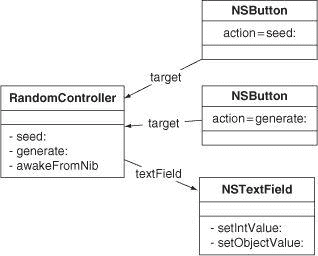 NSButton
action=seed:
target
RandomController
- seed:
- generate:
- awakeFromNib
NSButton
action=generate:
target
textField
NSTextField
- setIntValue:
- setObjectValue: